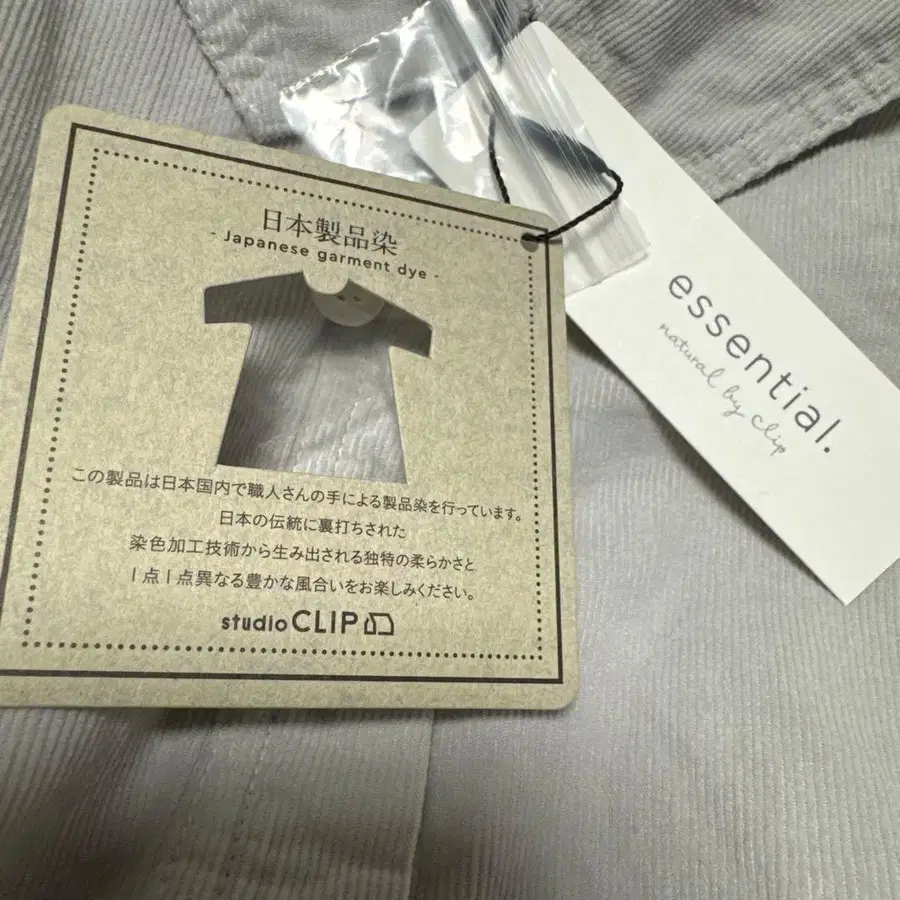 日本製品染
- Japanese garment dye -
この製品は日本国内で職人さんの手による製品染を行っています。
日本の伝統に裏打ちされた
染色加工技術から生み出される独特の柔らかさと
1点1点異なる豊かな風合いをお楽しみください。
studio CLIP
essential.
natural by clip